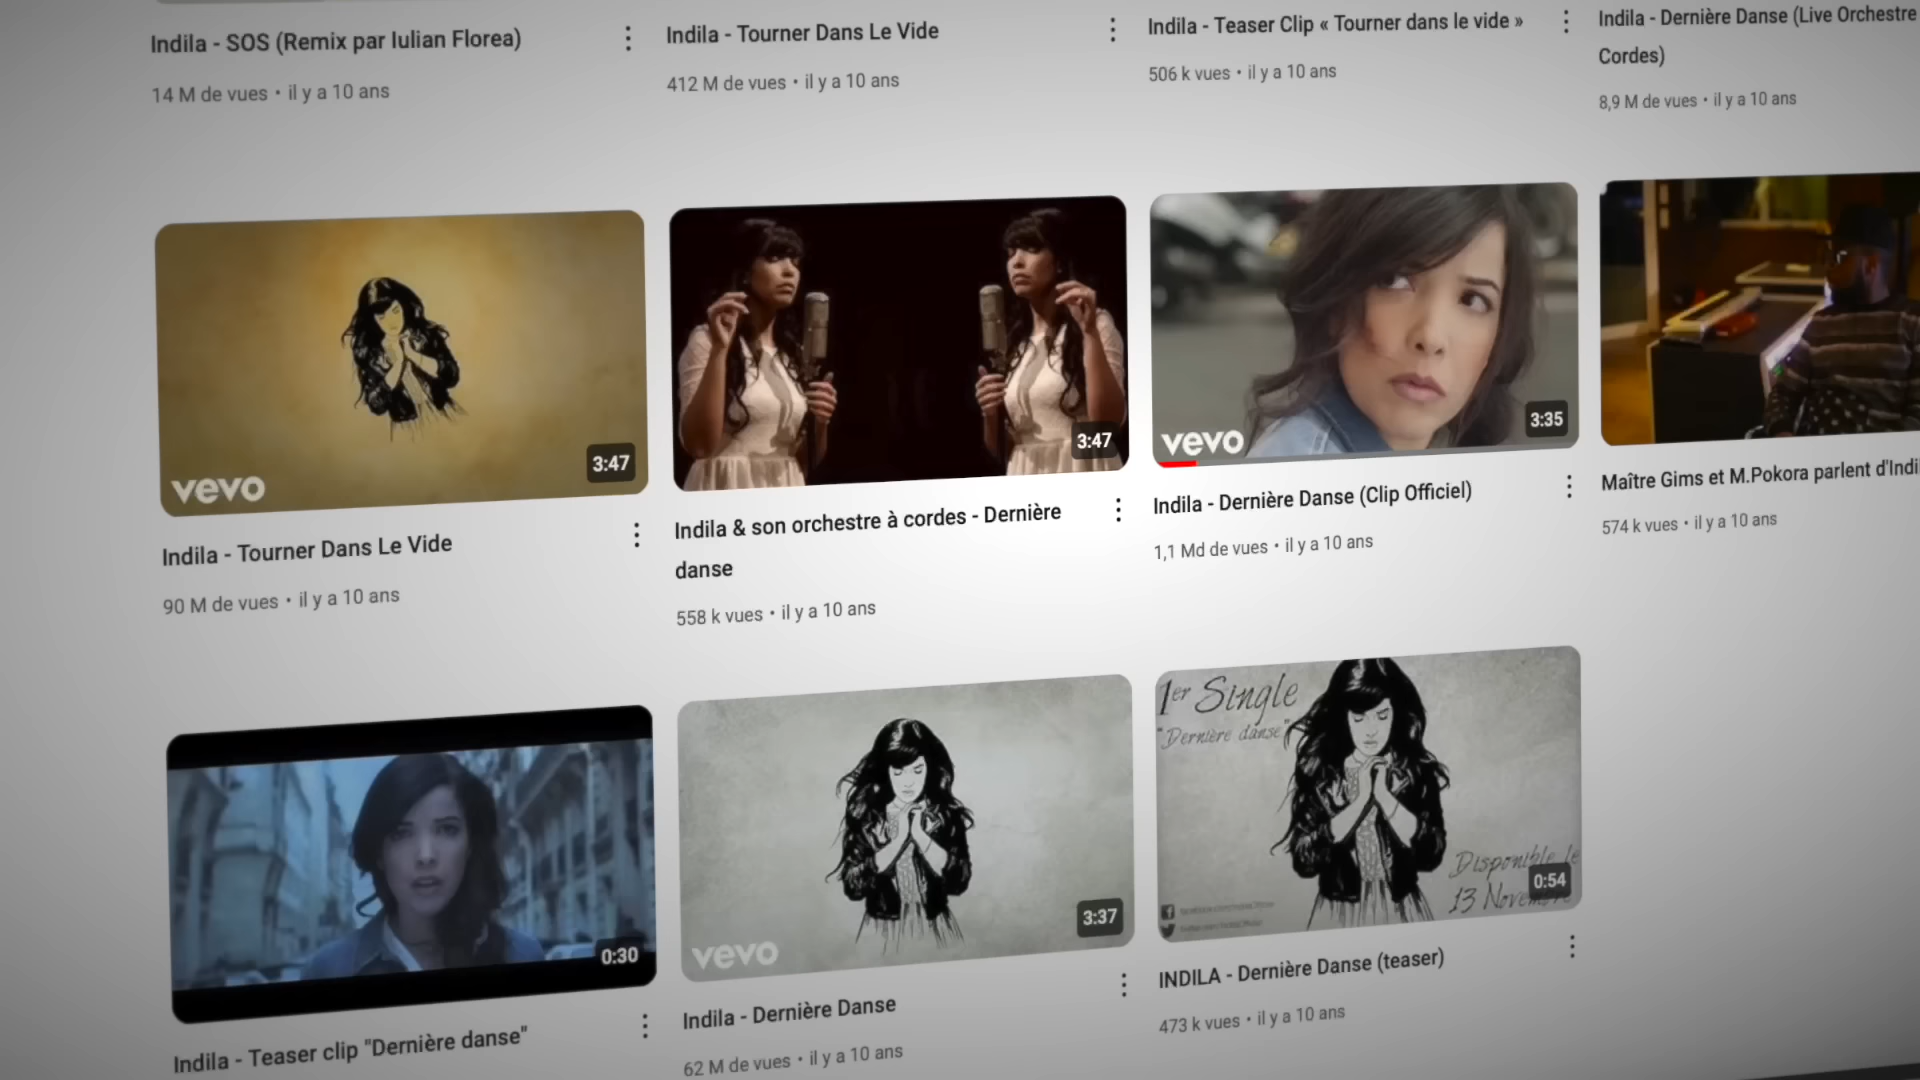 Indila - SOS (Remix par Iulian Florea)
14 M de vues • il y a 10 ans
Indila - Tourner Dans Le Vide
412 M de vues • il y a 10 ans
Indila - Teaser Clip « Tourner dans le vide »
506 k vues • il y a 10 ans
Indila - Dernière Danse (Live Orchestre
Cordes)
8,9 M de vues • il y a 10 ans
vevo
3:47
Indila - Tourner Dans Le Vide
90 M de vues • il y a 10 ans
3:47
Indila & son orchestre à cordes - Dernière
danse
558 k vues • il y a 10 ans
vevo
3:35
Indila - Dernière Danse (Clip Officiel)
1,1 Md de vues • il y a 10 ans
Maître Gims et M.Pokora parlent d'Indi
574 k vues • il y a 10 ans
0:30
Indila - Teaser clip "Dernière danse"
vevo
3:37
Indila - Dernière Danse
62 M de vues • il y a 10 ans
1er Single
"Dernière danse"
Disponible le
13 Novembre
0:54
INDILA - Dernière Danse (teaser)
473 k vues • il y a 10 ans